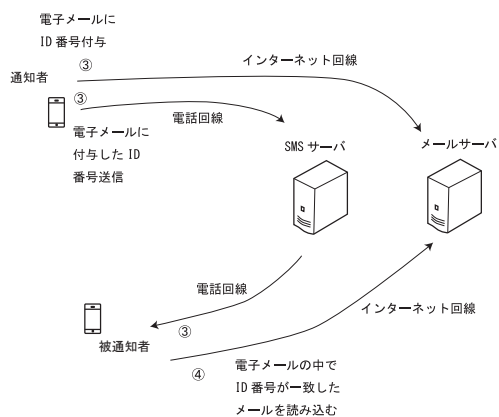 電子メールに
ID 番号付与
③
インターネット回線
通知者
③
電話回線
電子メールに
付与した ID
番号送信
SMS サーバ
メールサーバ
電話回線
③
被通知者
インターネット回線
④
電子メールの中で
ID 番号が一致した
メールを読み込む